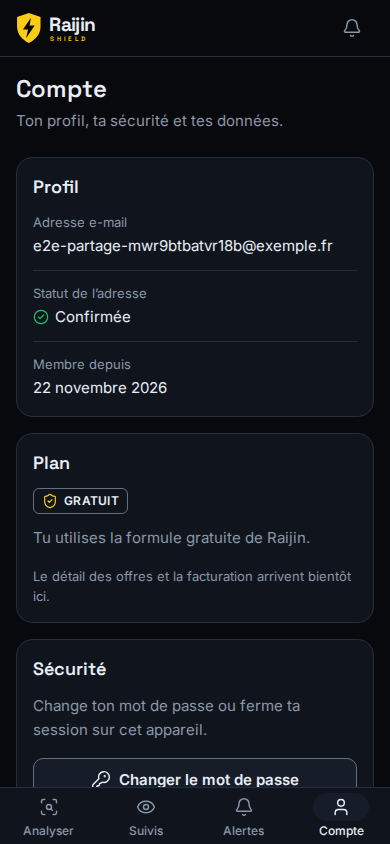 Raijin
SHIELD
Compte
Ton profil, ta sécurité et tes données.
Profil
Adresse e-mail
e2e-partage-mwr9btbatvr18b@exemple.fr
Statut de l'adresse
Confirmée
Membre depuis
22 novembre 2026
Plan
GRATUIT
Tu utilises la formule gratuite de Raijin.
Le détail des offres et la facturation arrivent bientôt
ici.
Sécurité
Change ton mot de passe ou ferme ta
session sur cet appareil.
Changer le mot de passe
Analyser
Suivis
Alertes
Compte